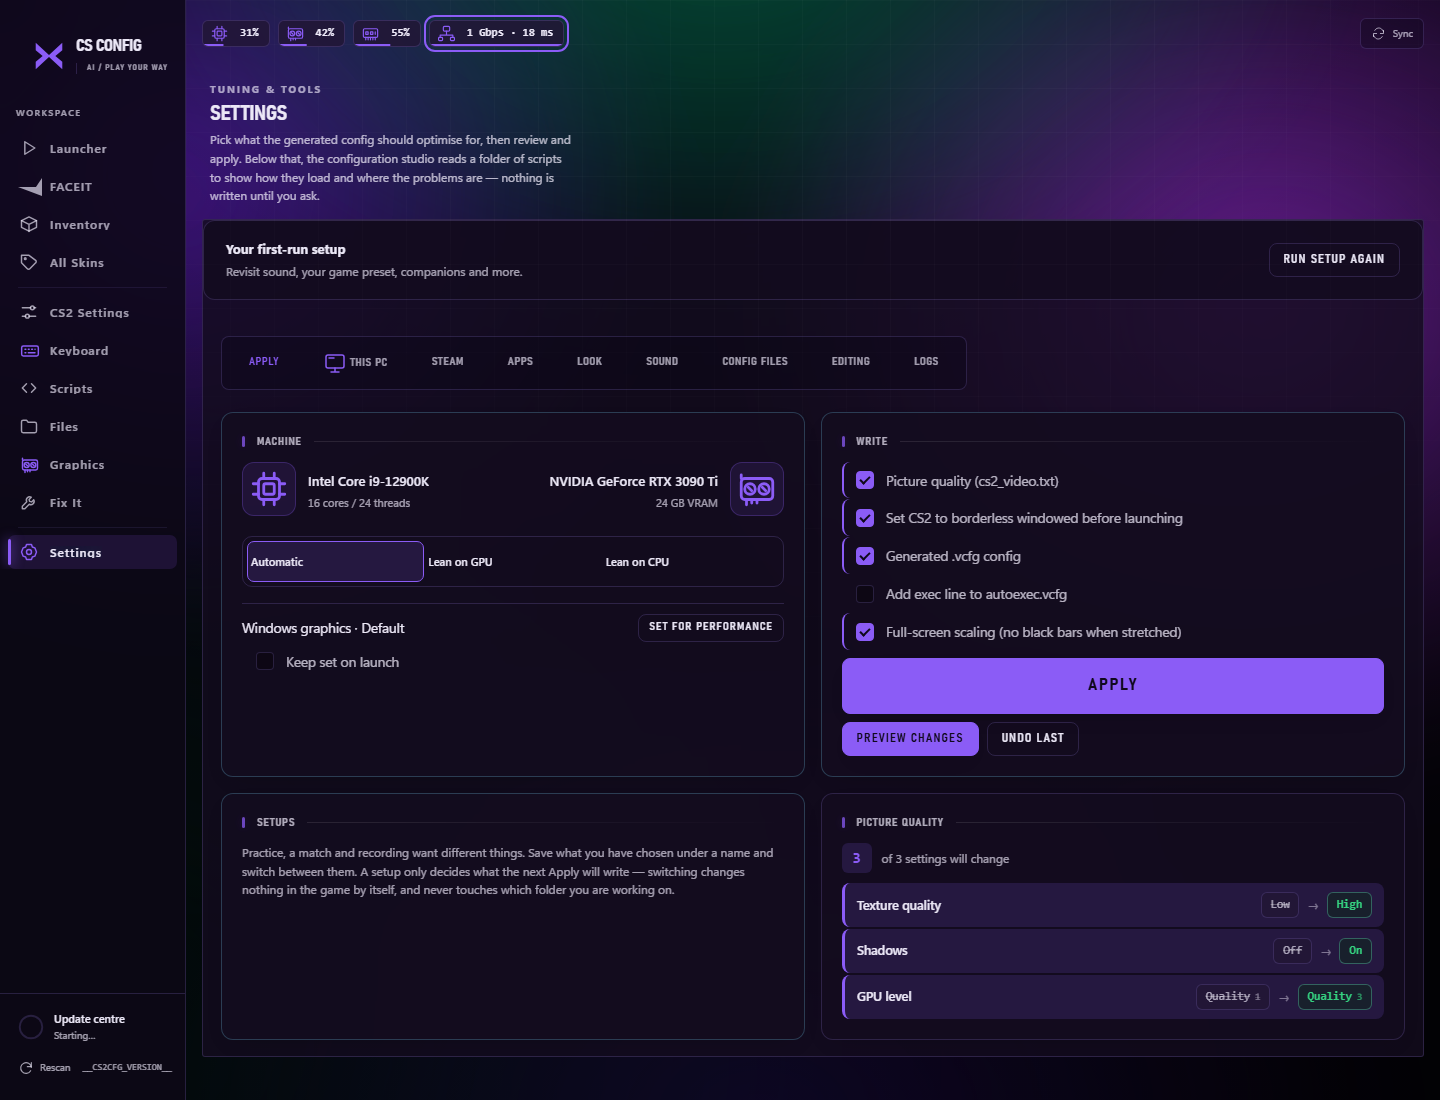 CS CONFIG
AI / PLAY YOUR WAY
31%
42%
55%
1 Gbps · 18 ms
Sync
WORKSPACE
Launcher
FACEIT
Inventory
All Skins
CS2 Settings
Keyboard
Scripts
Files
Graphics
Fix It
Settings
Update centre
Starting...
Rescan
__CS2CFG_VERSION__
TUNING & TOOLS
SETTINGS
Pick what the generated config should optimise for, then review and
apply. Below that, the configuration studio reads a folder of scripts
to show how they load and where the problems are — nothing is
written until you ask.
Your first-run setup
Revisit sound, your game preset, companions and more.
RUN SETUP AGAIN
APPLY
THIS PC
STEAM
APPS
LOOK
SOUND
CONFIG FILES
EDITING
LOGS
MACHINE
Intel Core i9-12900K
16 cores / 24 threads
NVIDIA GeForce RTX 3090 Ti
24 GB VRAM
Automatic
Lean on GPU
Lean on CPU
Windows graphics · Default
SET FOR PERFORMANCE
Keep set on launch
WRITE
Picture quality (cs2_video.txt)
Set CS2 to borderless windowed before launching
Generated .vcfg config
Add exec line to autoexec.vcfg
Full-screen scaling (no black bars when stretched)
APPLY
PREVIEW CHANGES
UNDO LAST
SETUPS
Practice, a match and recording want different things. Save what you have chosen under a name and
switch between them. A setup only decides what the next Apply will write — switching changes
nothing in the game by itself, and never touches which folder you are working on.
PICTURE QUALITY
3 of 3 settings will change
Texture quality
Low → High
Shadows
Off → On
GPU level
Quality 1 → Quality 3